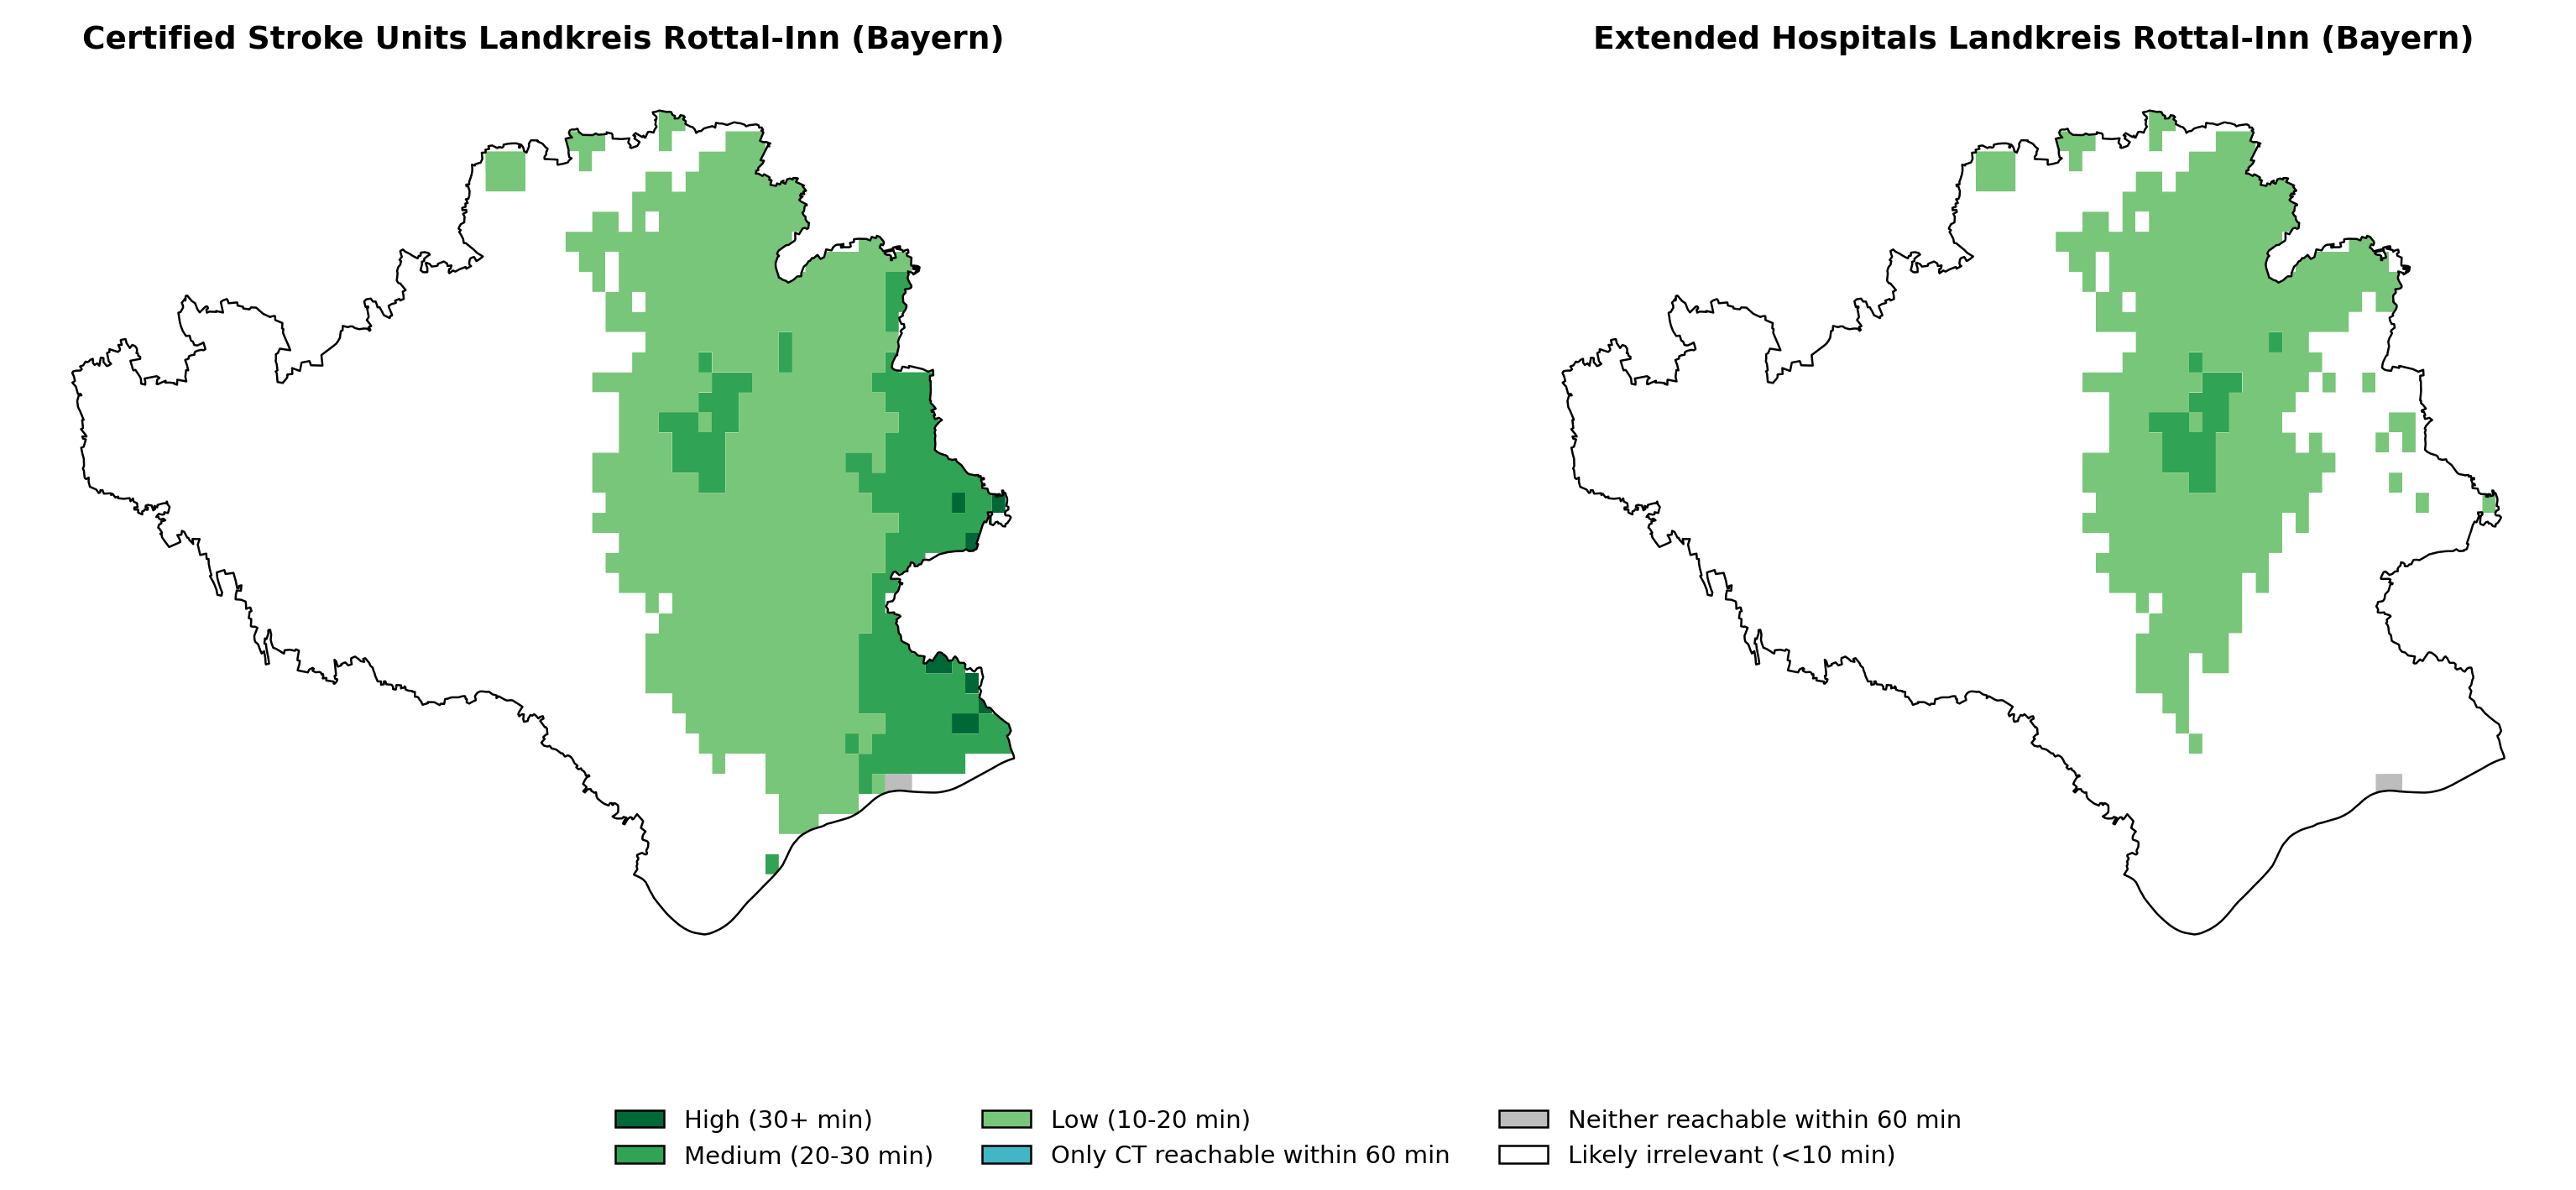 Certified Stroke Units Landkreis Rottal-Inn (Bayern)
Extended Hospitals Landkreis Rottal-Inn (Bayern)
High (30+ min)
Medium (20-30 min)
Low (10-20 min)
Only CT reachable within 60 min
Neither reachable within 60 min
Likely irrelevant (<10 min)